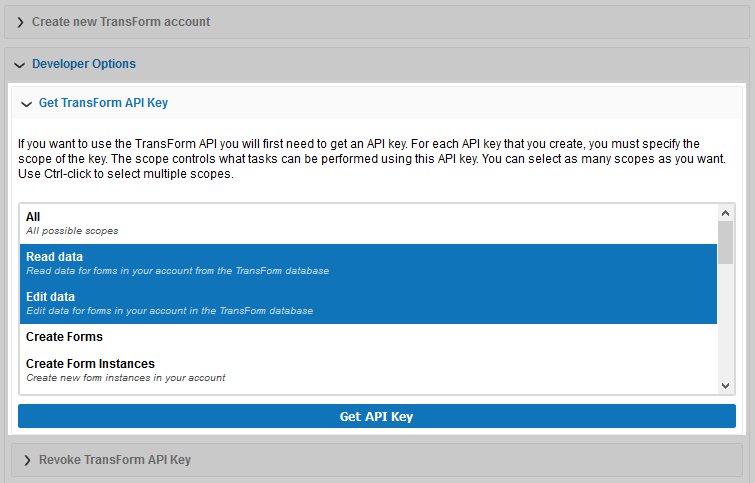 Create new TransForm account
Developer Options
Get TransForm API Key
If you want to use the TransForm API you will first need to get an API key. For each API key that you create, you must specify the
scope of the key. The scope controls what tasks can be performed using this API key. You can select as many scopes as you want.
Use Ctrl-click to select multiple scopes.
All
All possible scopes
Read data
Read data for forms in your account from the TransForm database
Edit data
Edit data for forms in your account in the TransForm database
Create Forms
Create Form Instances
Create new form instances in your account
Get API Key
Revoke TransForm API Key